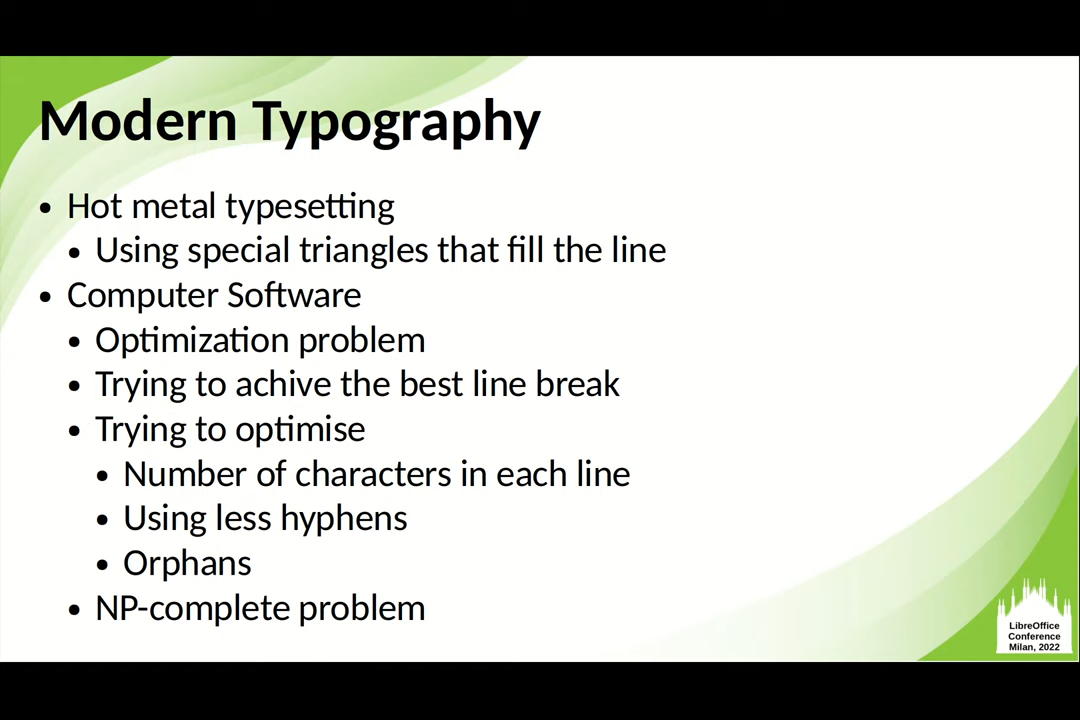 Modern Typography
• Hot metal typesetting
• Using special triangles that fill the line
• Computer Software
• Optimization problem
• Trying to achive the best line break
• Trying to optimise
• Number of characters in each line
• Using less hyphens
• Orphans
• NP-complete problem
LibreOffice
Conference
Milan, 2022